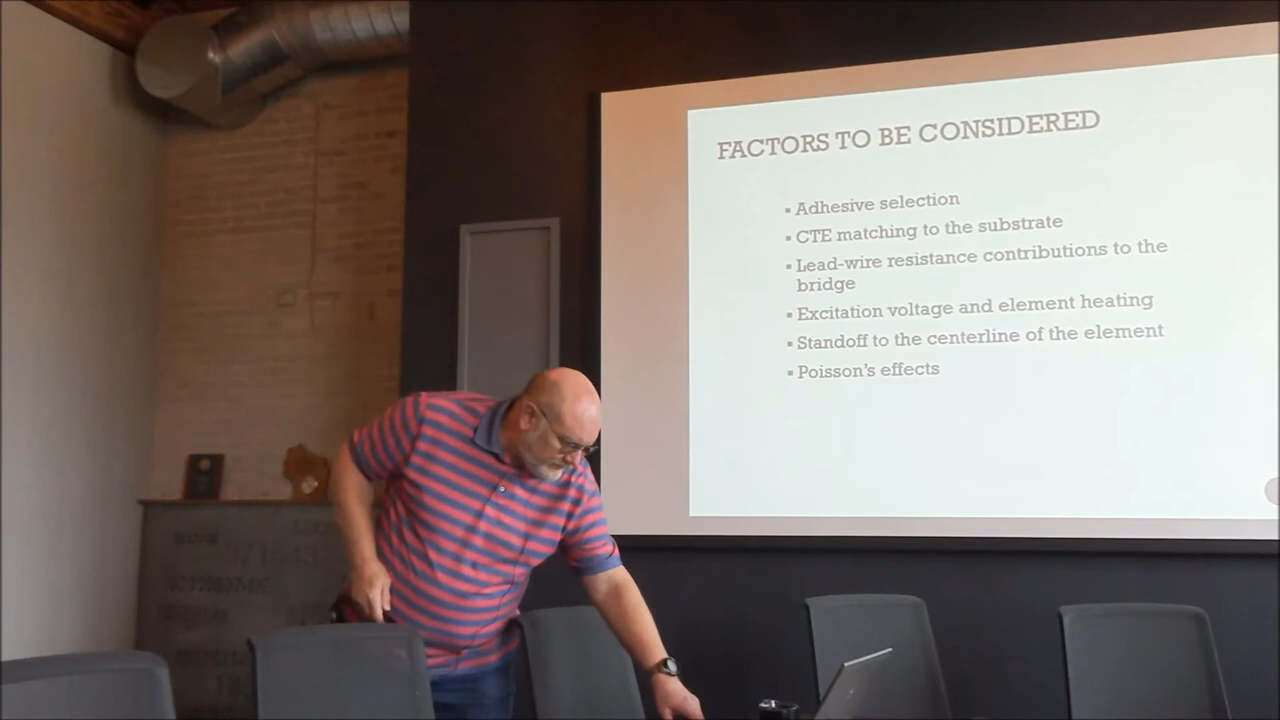 FACTORS TO BE CONSIDERED
▪ Adhesive selection
▪ CTE matching to the substrate
▪ Lead-wire resistance contributions to the
bridge
▪ Excitation voltage and element heating
▪ Standoff to the centerline of the element
▪ Poisson's effects